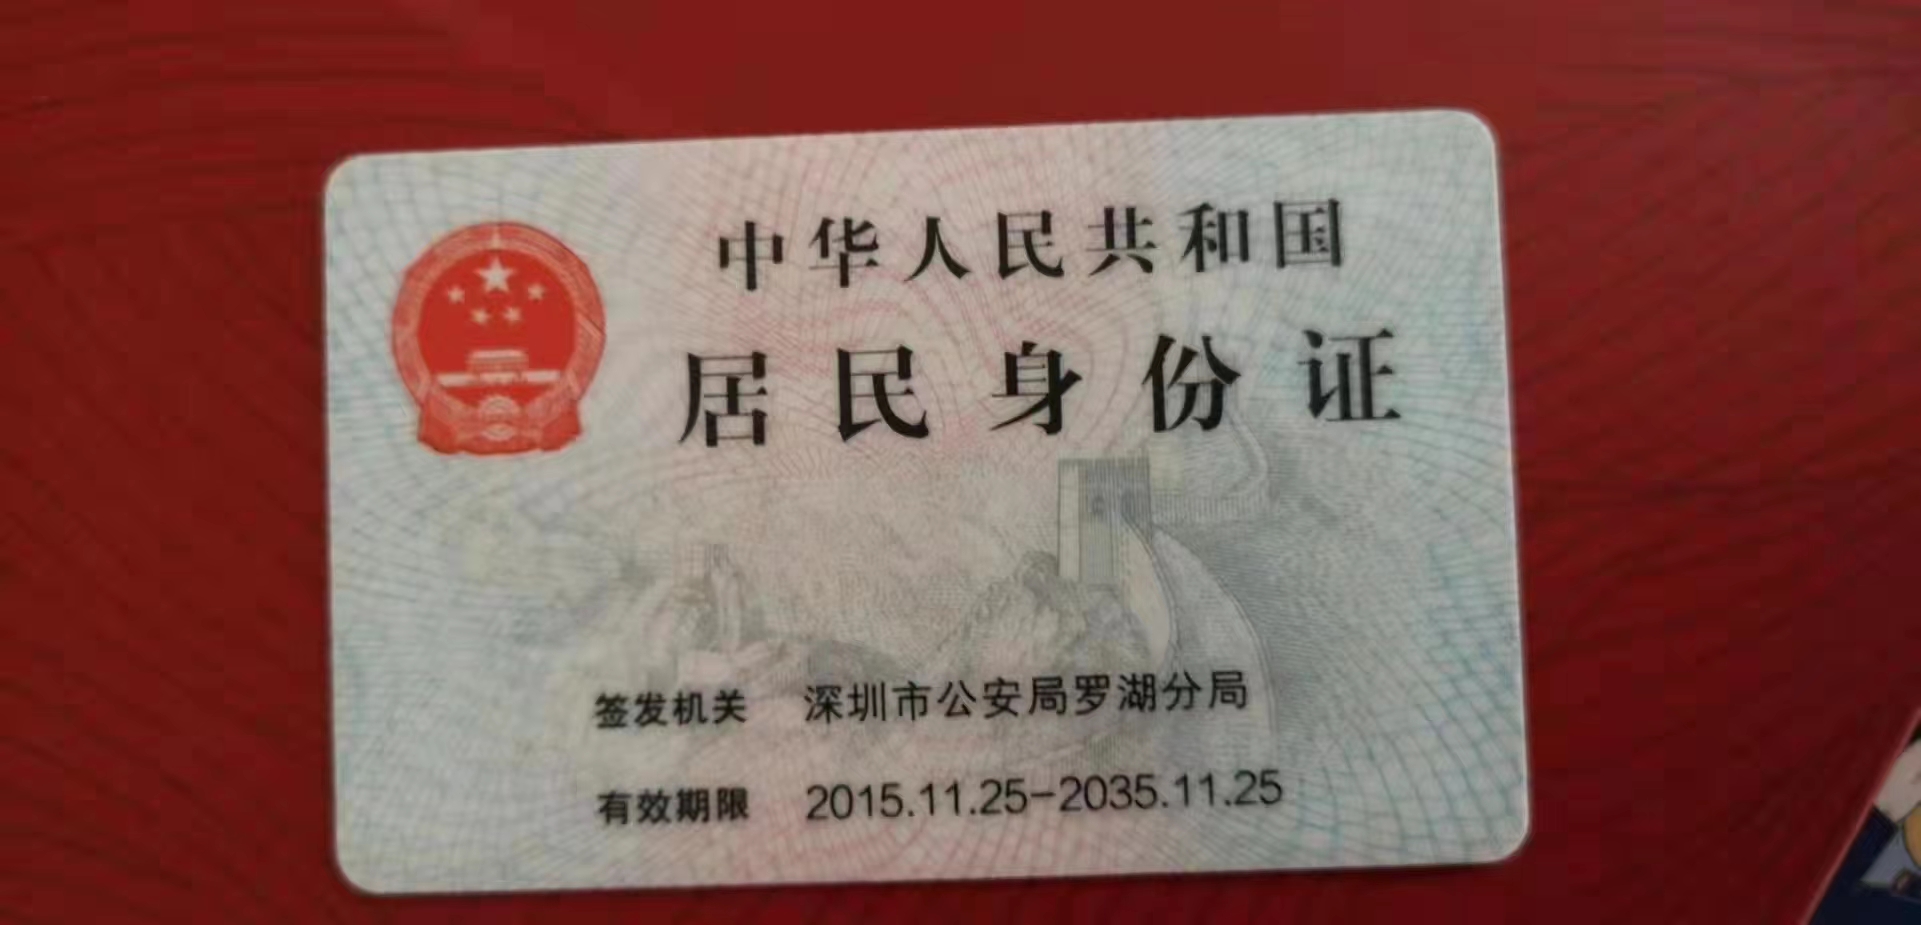 中华人民共和国
居民身份证
签发机关 深圳市公安局罗湖分局
有效期限 2015.11.25-2035.11.25